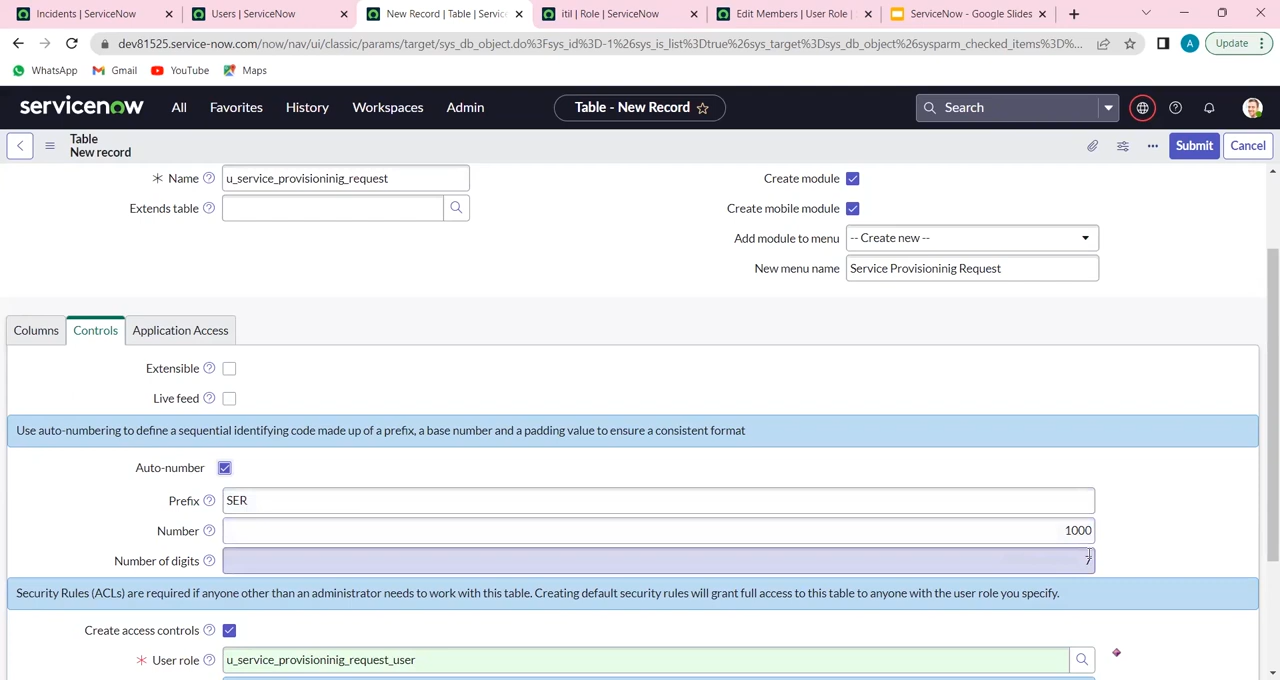 Incidents | ServiceNow
Users | ServiceNow
New Record | Table | Servic
itil | Role | ServiceNow
Edit Members | User Role |
ServiceNow - Google Slides
dev81525.service-now.com/now/nav/ui/classic/params/target/sys_db_object.do%3Fsys_id%3D-1%26sys_is_list%3Dtrue%26sys_target%3Dsys_db_object%26sysparm_checked_items%3D%...
A
Update
WhatsApp
Gmail
YouTube
Maps
servicenow
All
Favorites
History
Workspaces
Admin
Table - New Record
Search
Table
New record
Submit
Cancel
Name
u_service_provisioninig_request
Create module
Extends table
Create mobile module
Add module to menu
-- Create new --
New menu name
Service Provisioninig Request
Columns
Controls
Application Access
Extensible
Live feed
Use auto-numbering to define a sequential identifying code made up of a prefix, a base number and a padding value to ensure a consistent format
Auto-number
Prefix
SER
Number
1000
Number of digits
7
Security Rules (ACLs) are required if anyone other than an administrator needs to work with this table. Creating default security rules will grant full access to this table to anyone with the user role you specify.
Create access controls
User role
u_service_provisioninig_request_user